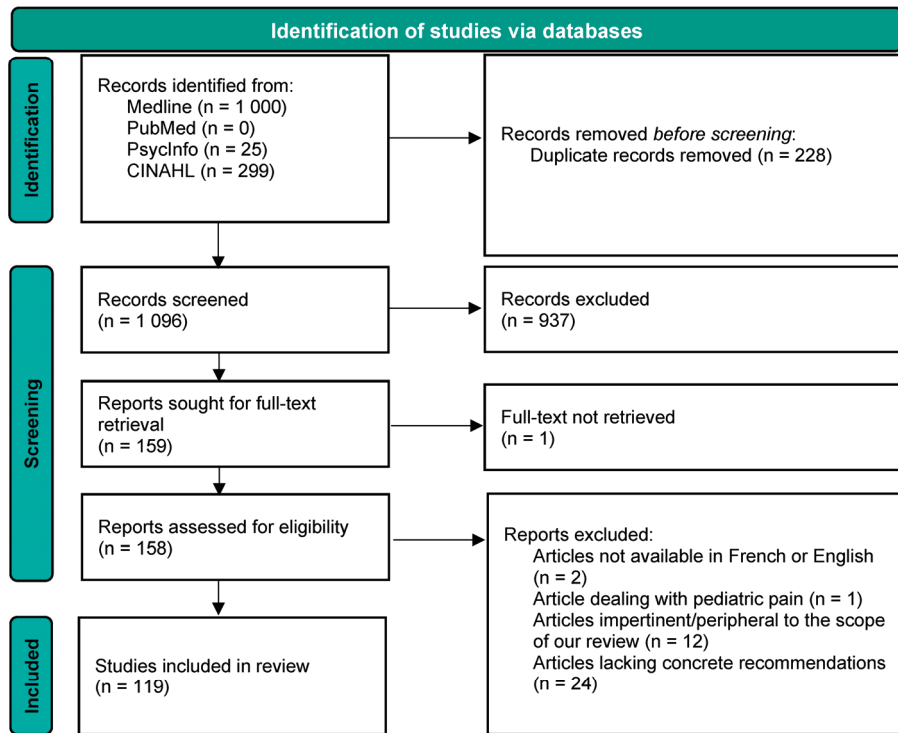 Identification of studies via databases
Identification
Records identified from:
Medline (n = 1 000)
PubMed (n = 0)
PsycInfo (n = 25)
CINAHL (n = 299)
Records removed before screening:
Duplicate records removed (n = 228)
Screening
Records screened
(n = 1 096)
Records excluded
(n = 937)
Reports sought for full-text
retrieval
(n = 159)
Full-text not retrieved
(n = 1)
Reports assessed for eligibility
(n = 158)
Reports excluded:
Articles not available in French or English
(n = 2)
Article dealing with pediatric pain (n = 1)
Articles impertinent/peripheral to the scope
of our review (n = 12)
Articles lacking concrete recommendations
(n = 24)
Included
Studies included in review
(n = 119)